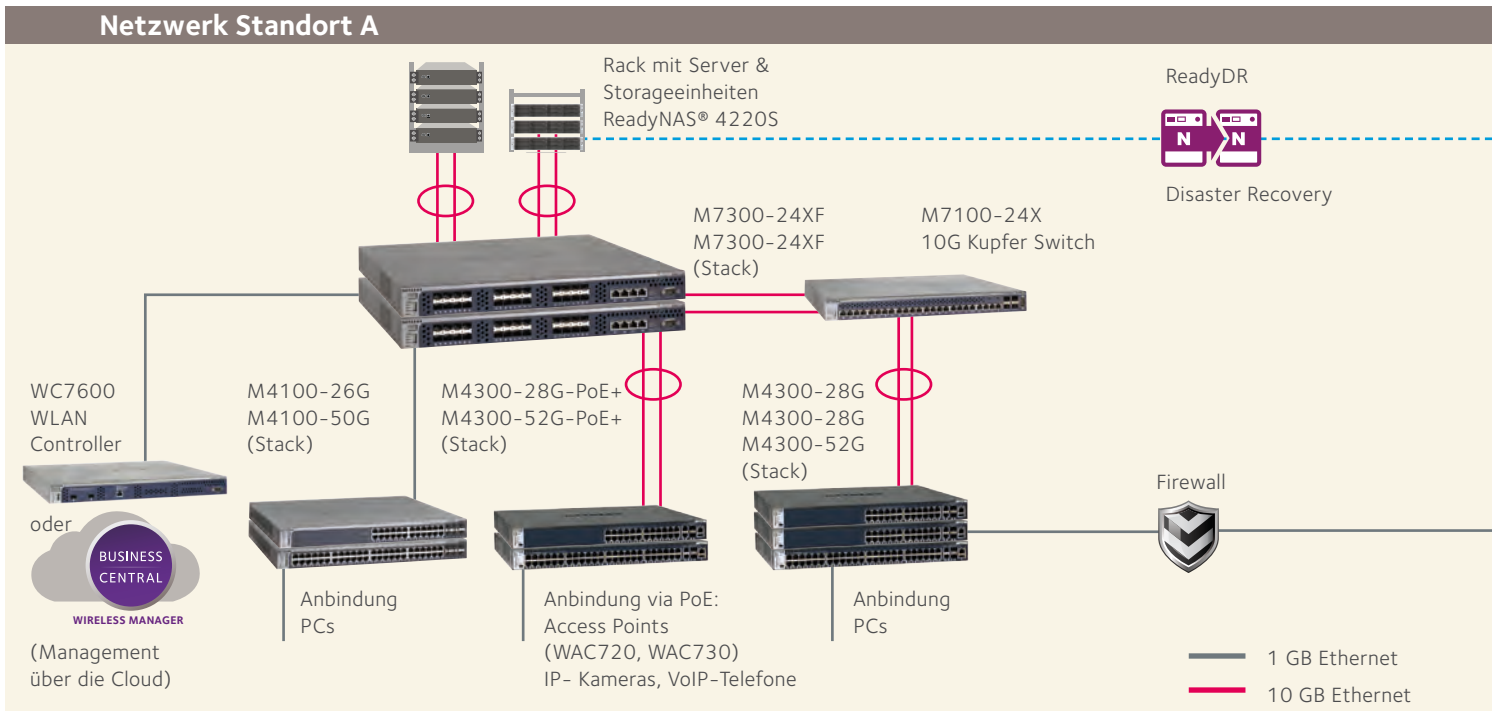 Netzwerk Standort A
Rack mit Server &
Storageeinheiten
ReadyNAS® 4220S
ReadyDR
N N
Disaster Recovery
M7300-24XF
M7300-24XF
(Stack)
M7100-24X
10G Kupfer Switch
WC7600
WLAN
Controller
M4100-26G
M4100-50G
(Stack)
M4300-28G-PoE+
M4300-52G-PoE+
(Stack)
M4300-28G
M4300-28G
M4300-52G
(Stack)
Firewall
oder
BUSINESS
CENTRAL
WIRELESS MANAGER
(Management
über die Cloud)
Anbindung
PCs
Anbindung via PoE:
Access Points
(WAC720, WAC730)
IP- Kameras, VoIP-Telefone
Anbindung
PCs
1 GB Ethernet
10 GB Ethernet